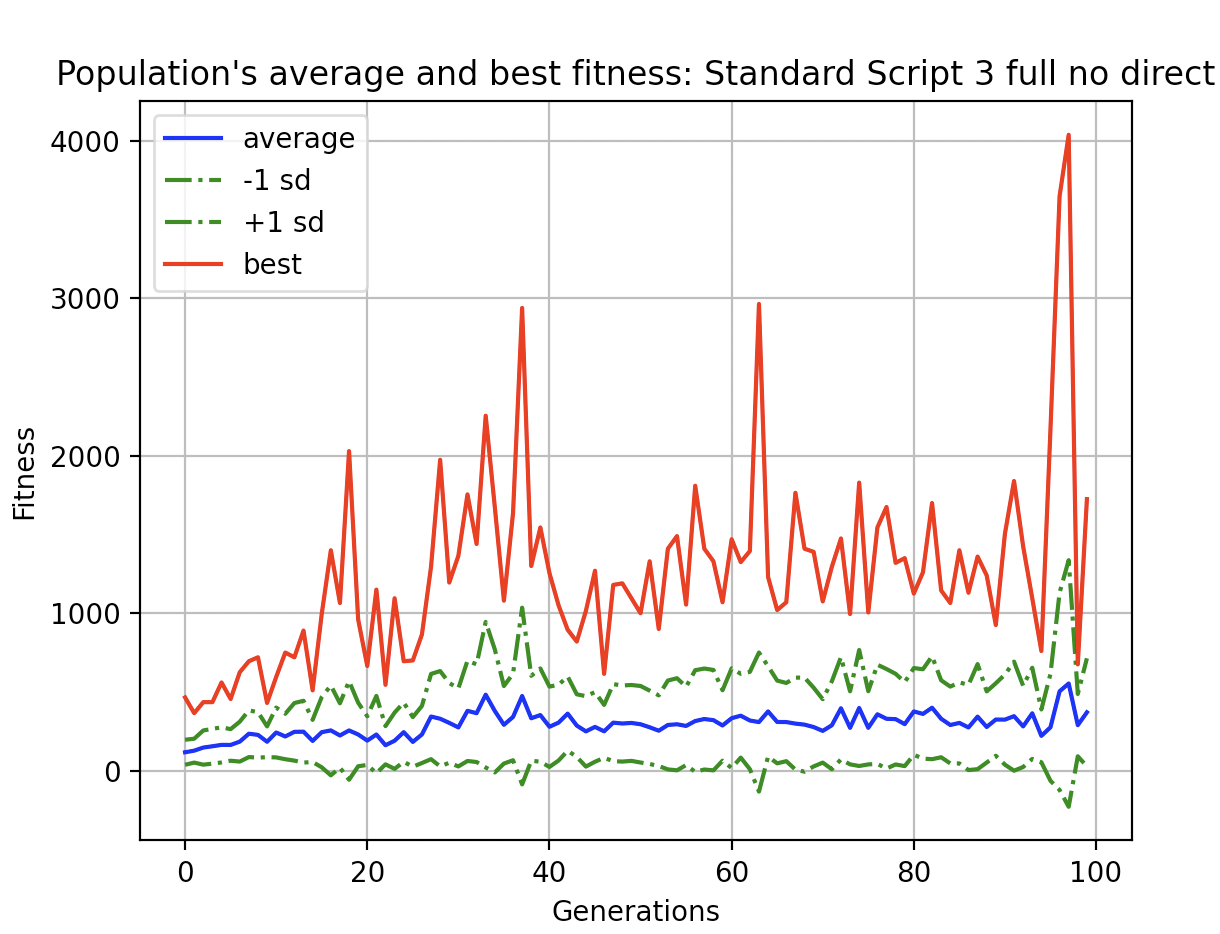 Population's average and best fitness: Standard Script 3 full no direct
average
-1 sd
+1 sd
best
4000
3000
2000
1000
0
Fitness
0 20 40 60 80 100
Generations